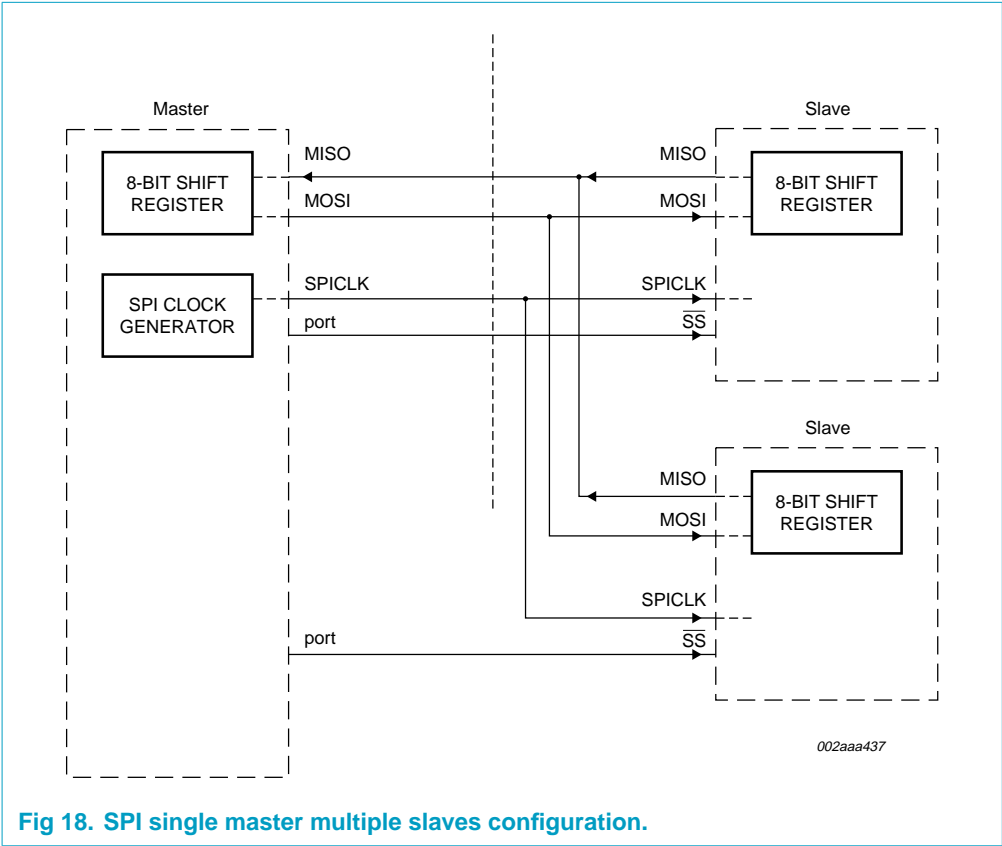 Master
Slave
MISO
MISO
8-BIT SHIFT
REGISTER
8-BIT SHIFT
REGISTER
MOSI
MOSI
SPI CLOCK
GENERATOR
SPICLK
SPICLK
port
S̅S̅
Slave
MISO
8-BIT SHIFT
REGISTER
MOSI
SPICLK
port
S̅S̅
002aaa437
Fig 18. SPI single master multiple slaves configuration.